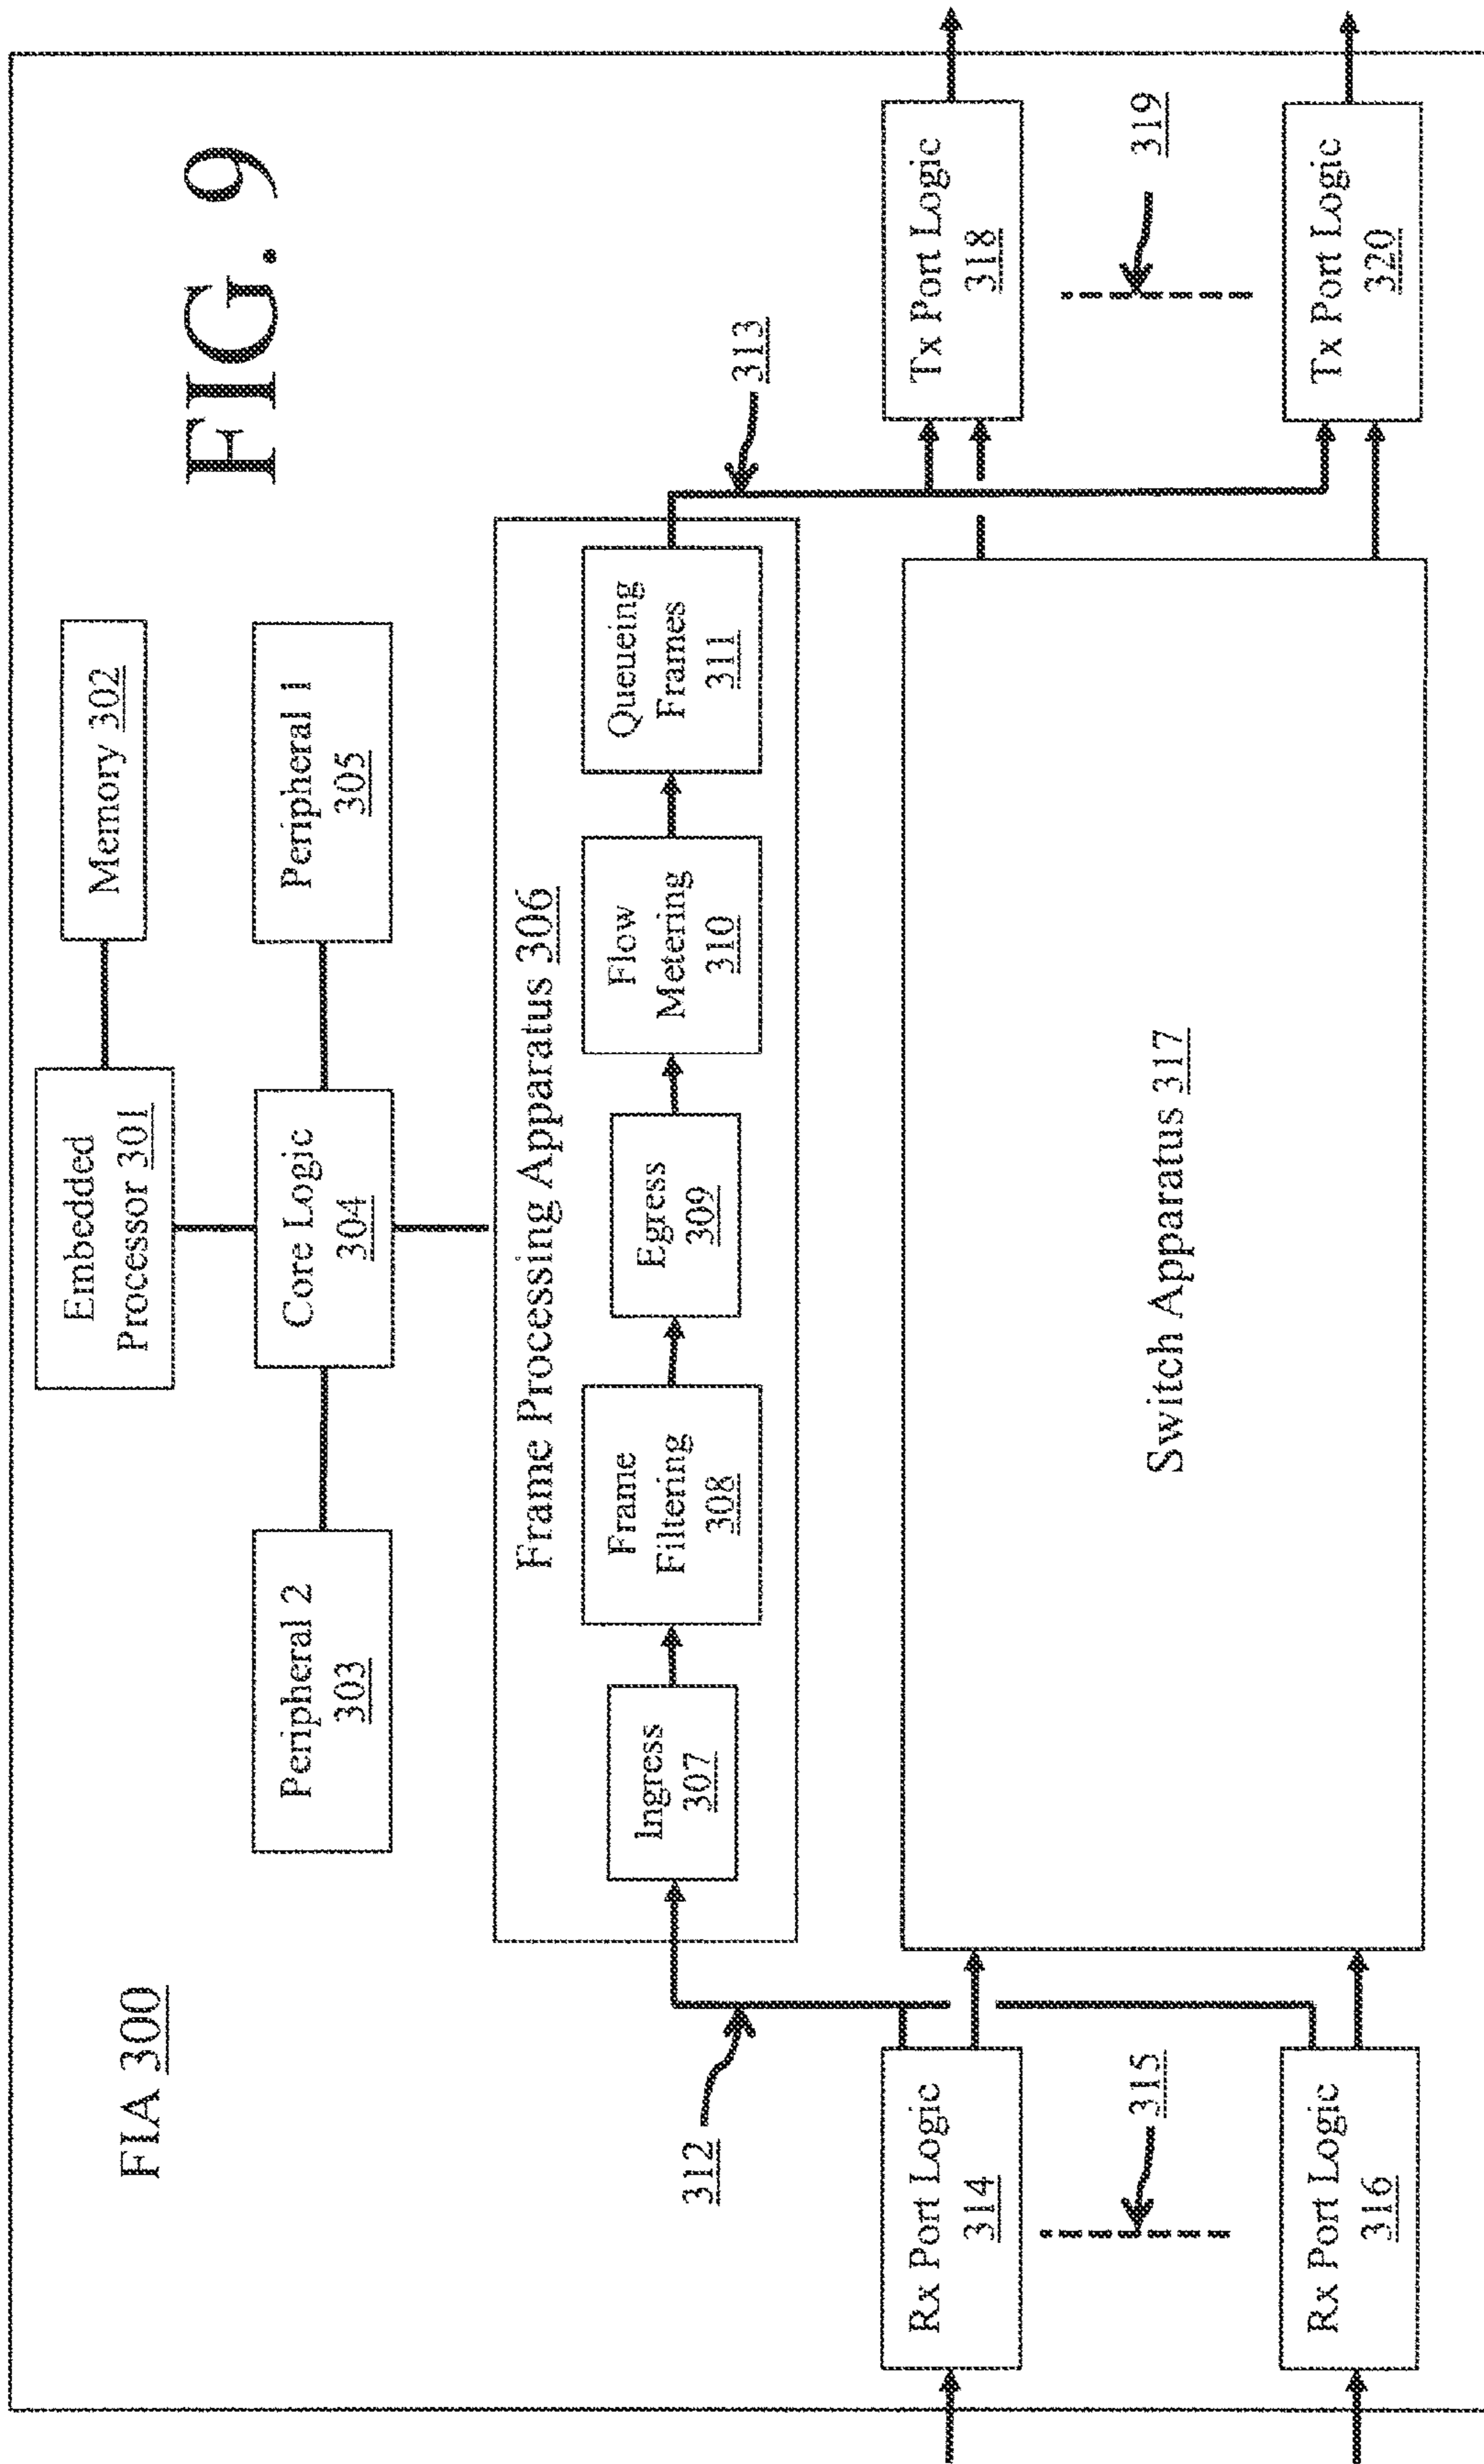 FIG. 9
FIA 300
Embedded
Processor 301
Memory 302
Peripheral 2
303
Core Logic
304
Peripheral 1
305
Frame Processing Apparatus 306
Ingress
307
Frame
Filtering
308
Egress
309
Flow
Metering
310
Queueing
Frames
311
312
313
Rx Port Logic
314
315
Rx Port Logic
316
Switch Apparatus 317
Tx Port Logic
318
319
Tx Port Logic
320